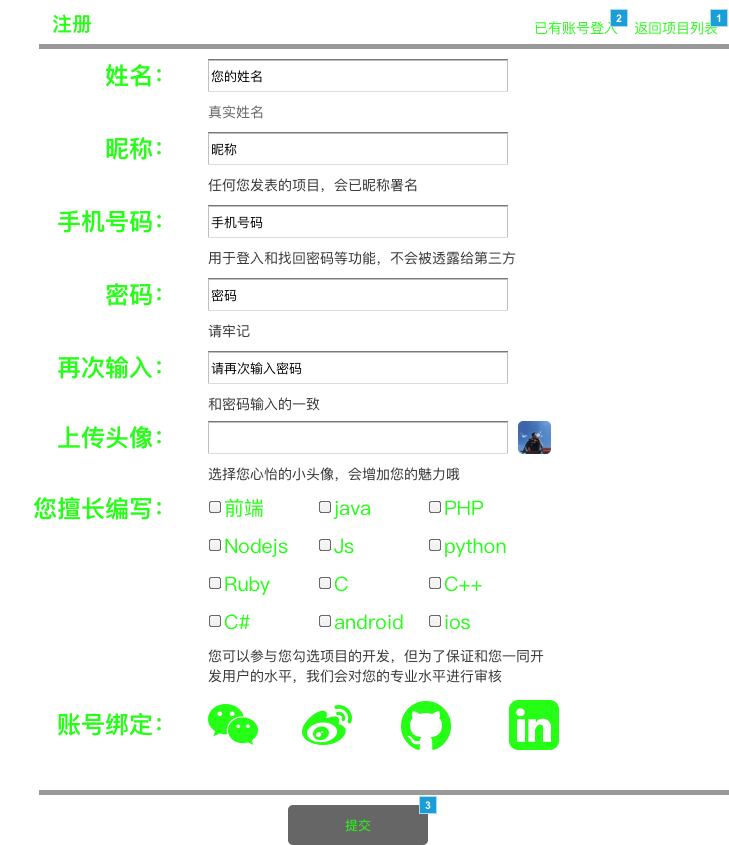 注册
已有账号登入 2 返回项目列表 1
姓名： 您的姓名
真实姓名
昵称： 昵称
任何您发表的项目，会已昵称署名
手机号码： 手机号码
用于登入和找回密码等功能，不会被透露给第三方
密码： 密码
请牢记
再次输入： 请再次输入密码
和密码输入的一致
上传头像：
选择您心怡的小头像，会增加您的魅力哦
您擅长编写： 前端 java PHP
Nodejs Js python
Ruby C C++
C# android ios
您可以参与您勾选项目的开发，但为了保证和您一同开
发用户的水平，我们会对您的专业水平进行审核
账号绑定： in
3
提交